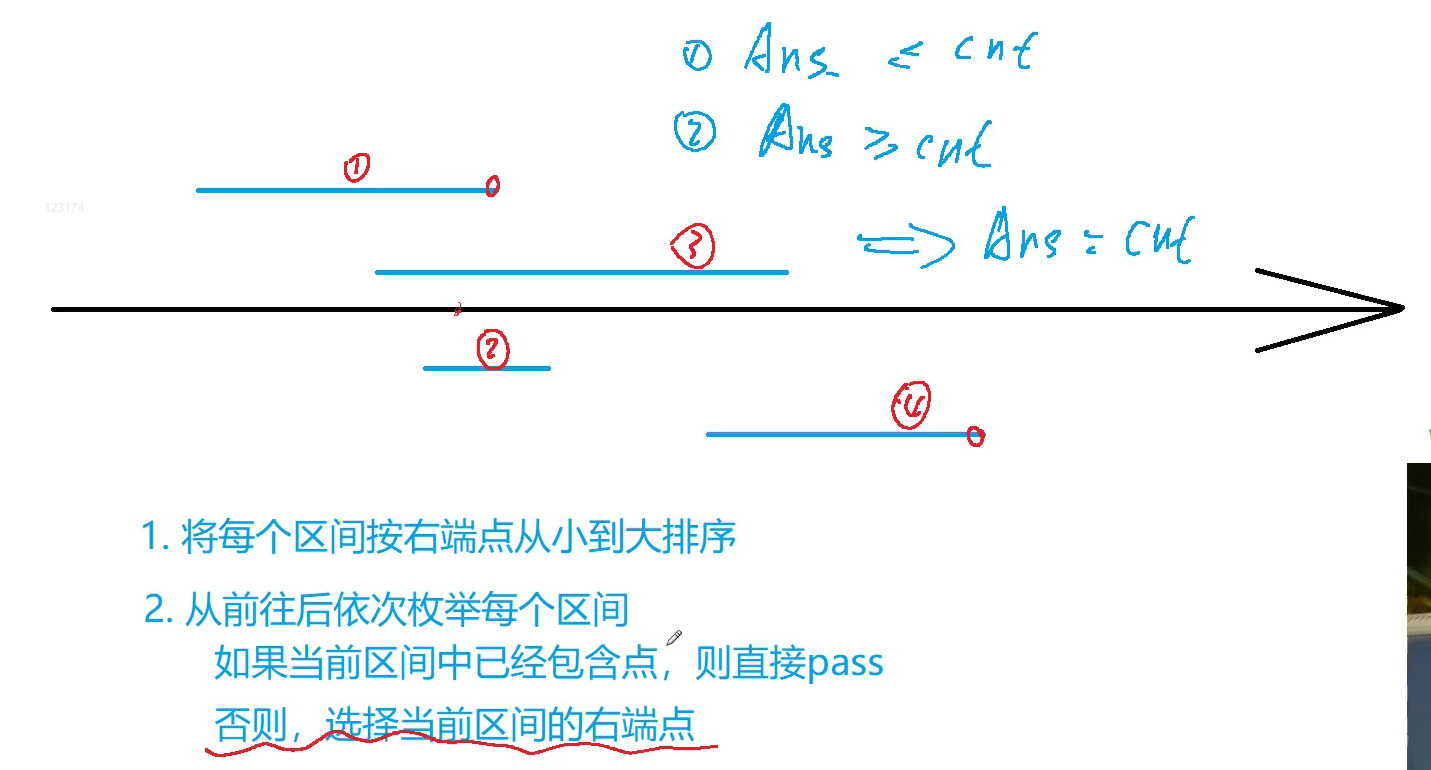 ① Ans ≤ cnt
② Ans ≥ cnt
①
123174
③
⇒ Ans = cnt
②
④
1. 将每个区间按右端点从小到大排序
2. 从前往后依次枚举每个区间
如果当前区间中已经包含点，则直接pass
否则，选择当前区间的右端点